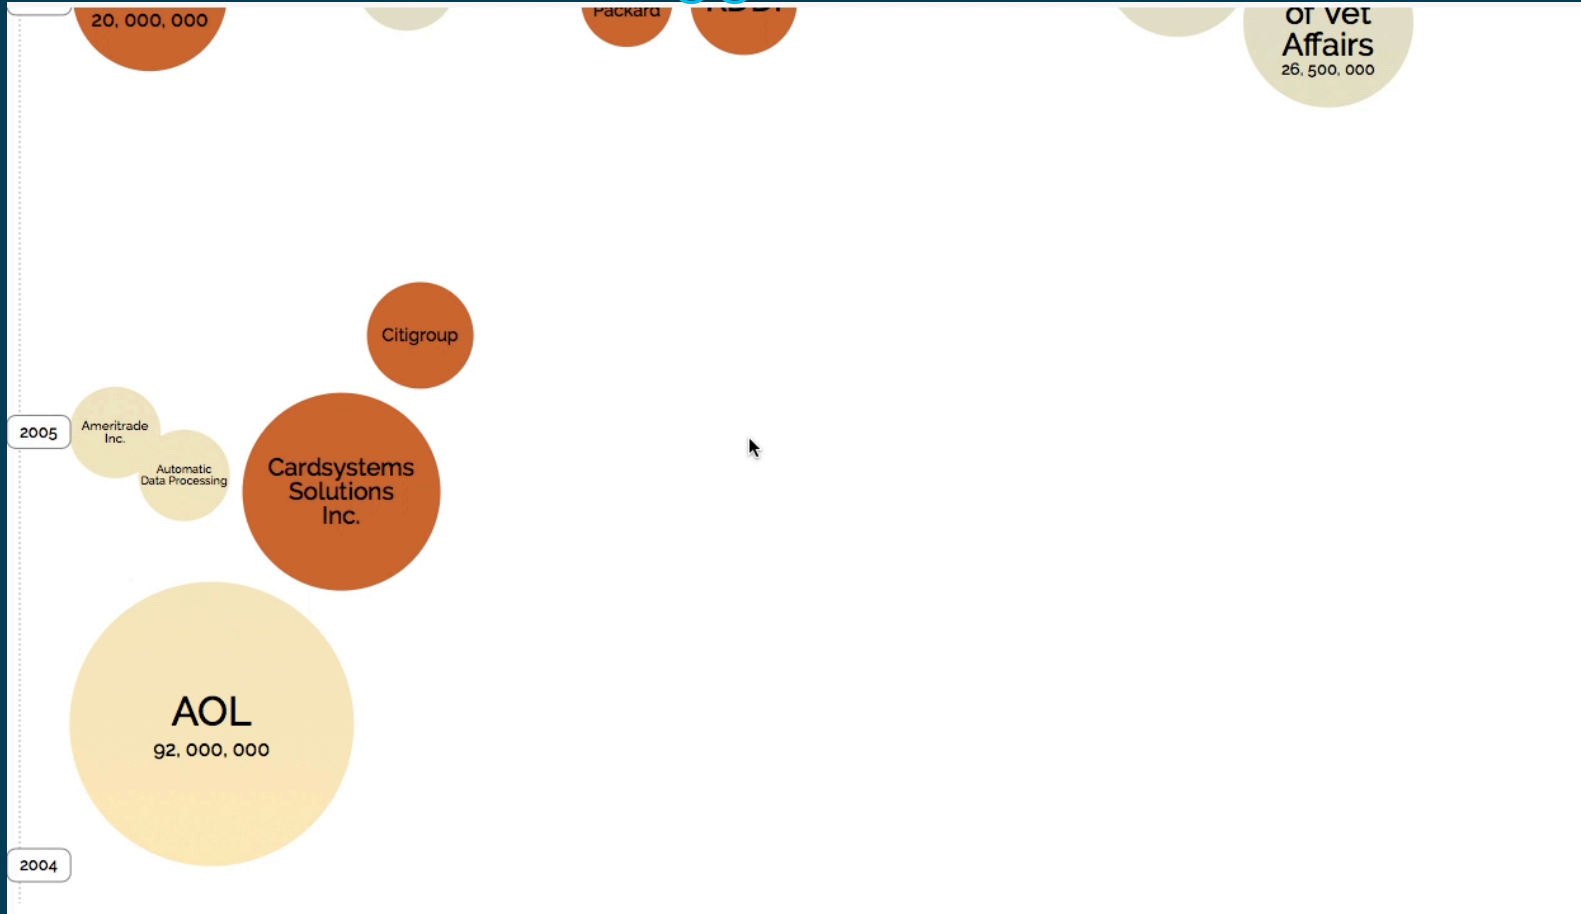 20, 000, 000
Packard
of Vet
Affairs
26, 500, 000
Citigroup
2005
Ameritrade
Inc.
Automatic
Data Processing
Cardsystems
Solutions
Inc.
AOL
92, 000, 000
2004